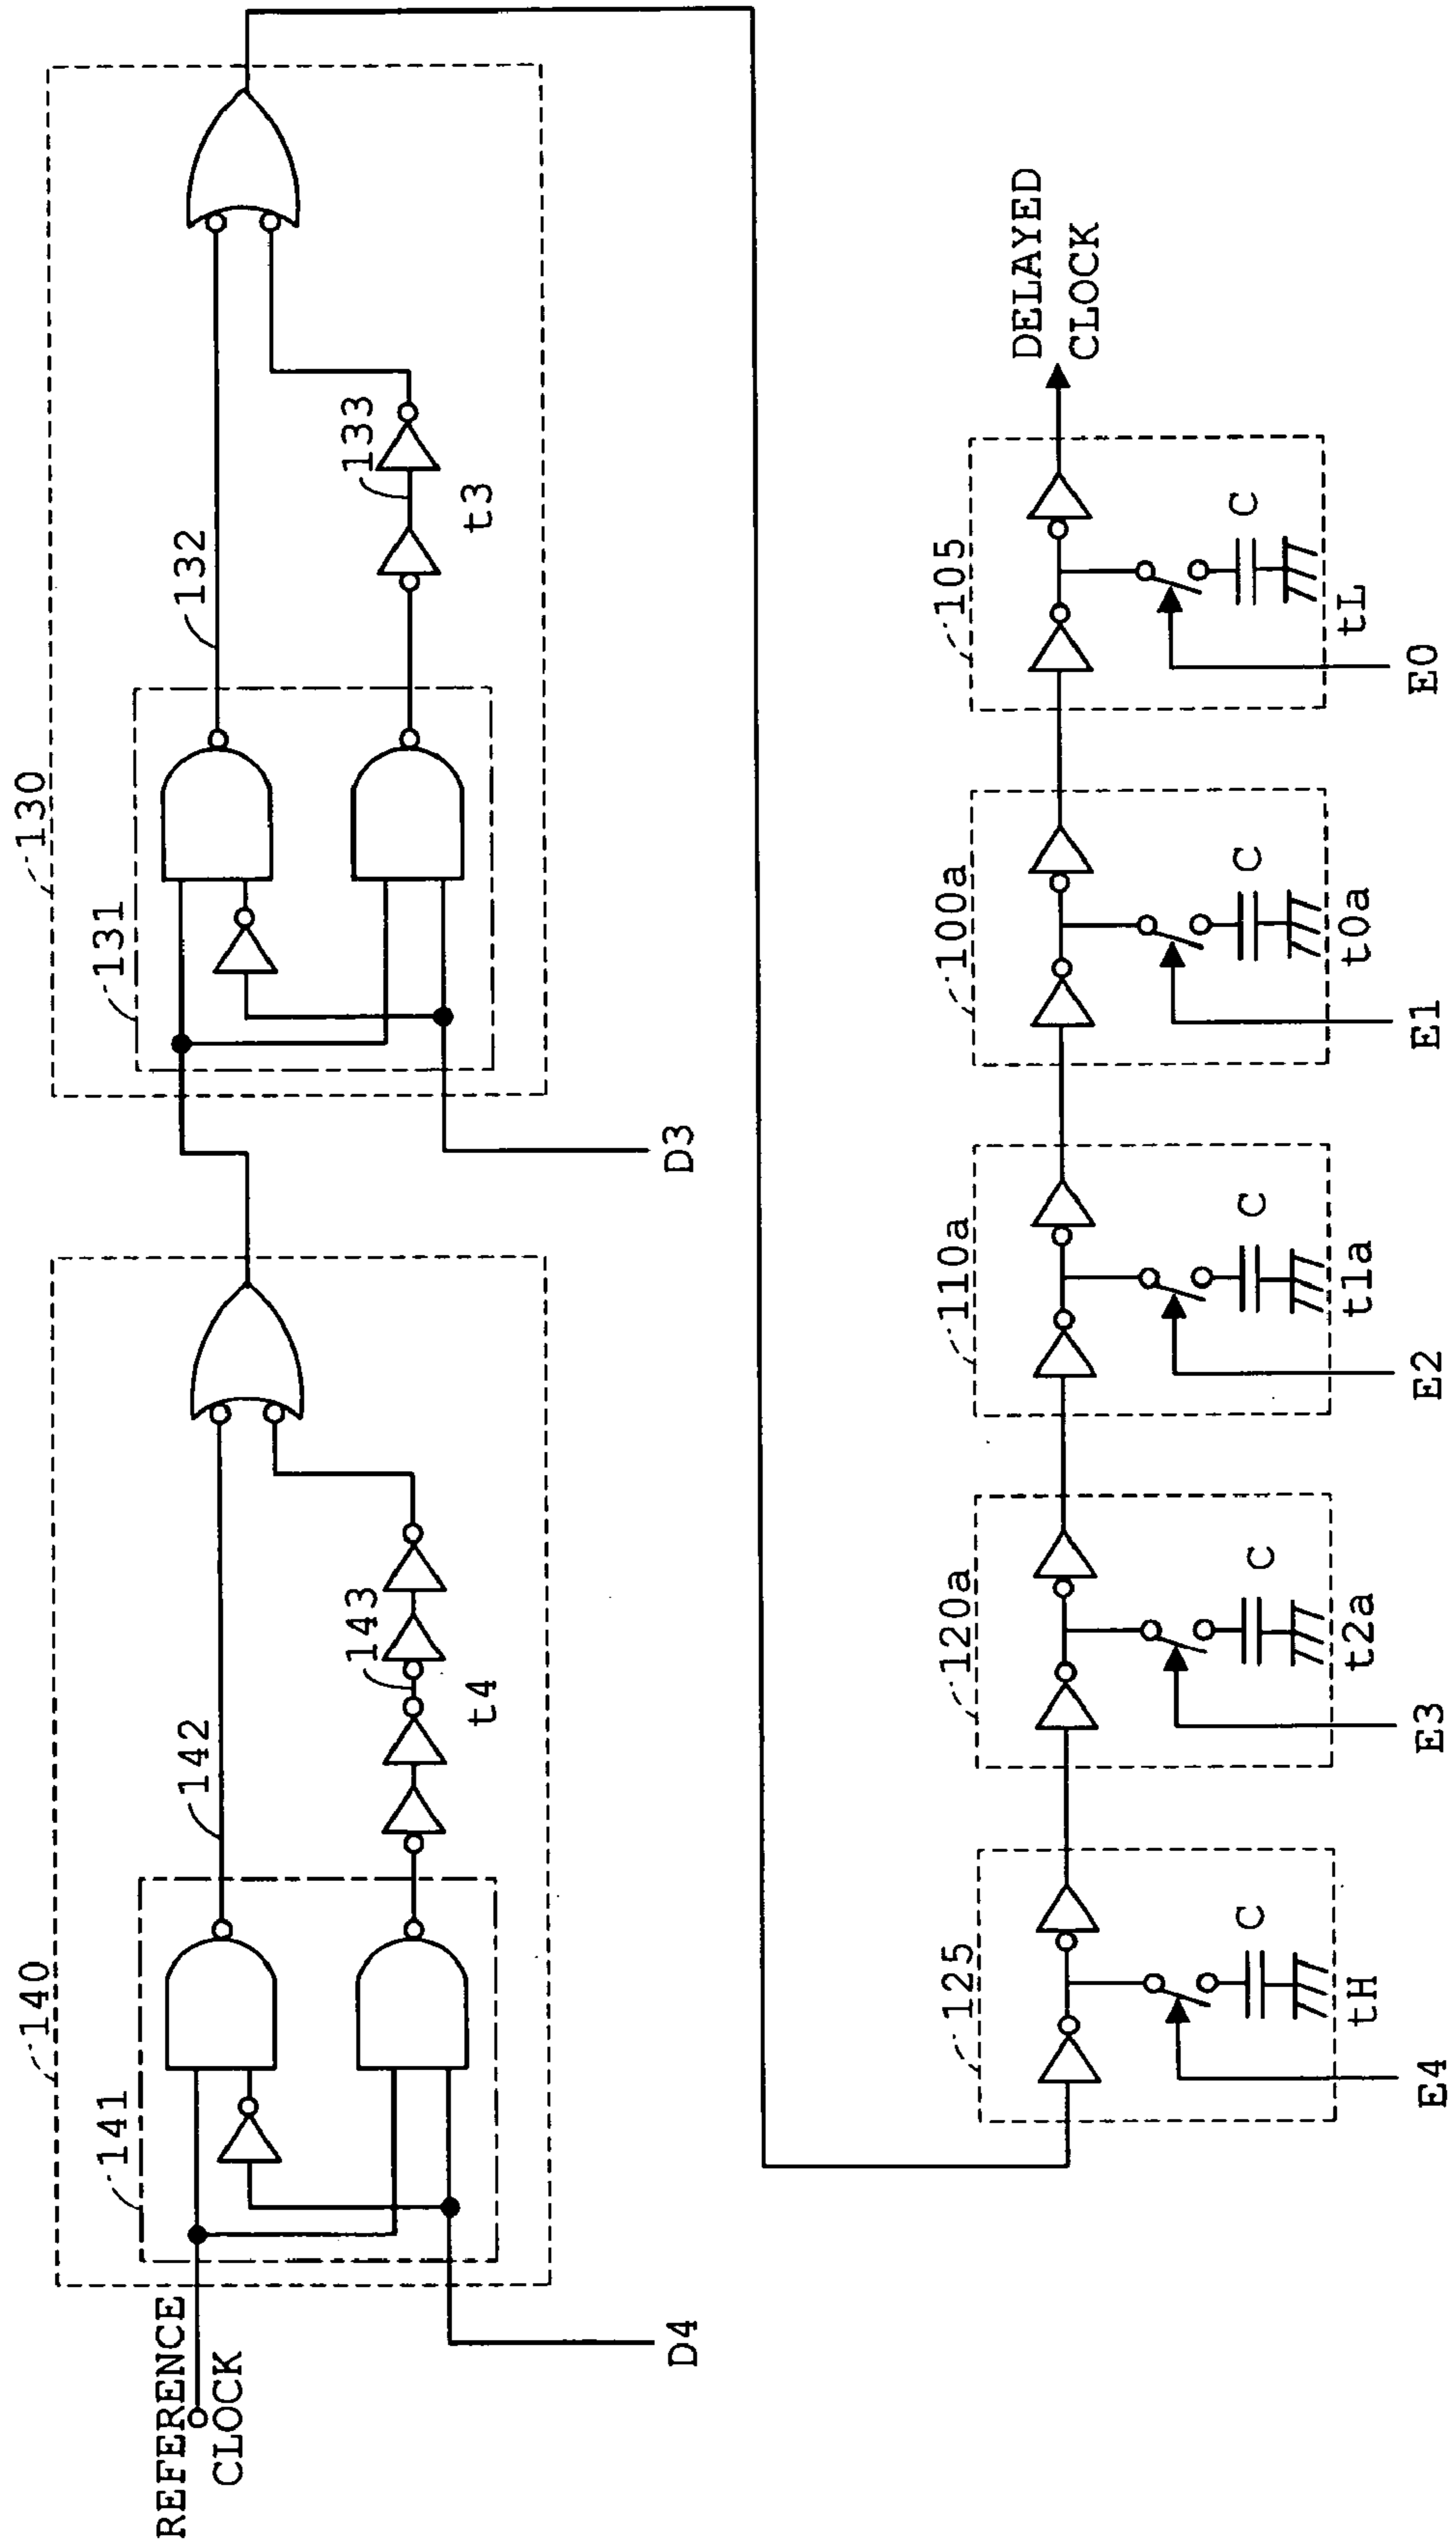 REFERENCE
CLOCK
140
141
142
143
t4
D4
130
131
132
133
t3
D3
125
C
tH
E4
120a
C
t2a
E3
110a
C
t1a
E2
100a
C
t0a
E1
105
C
tL
E0
DELAYED
CLOCK